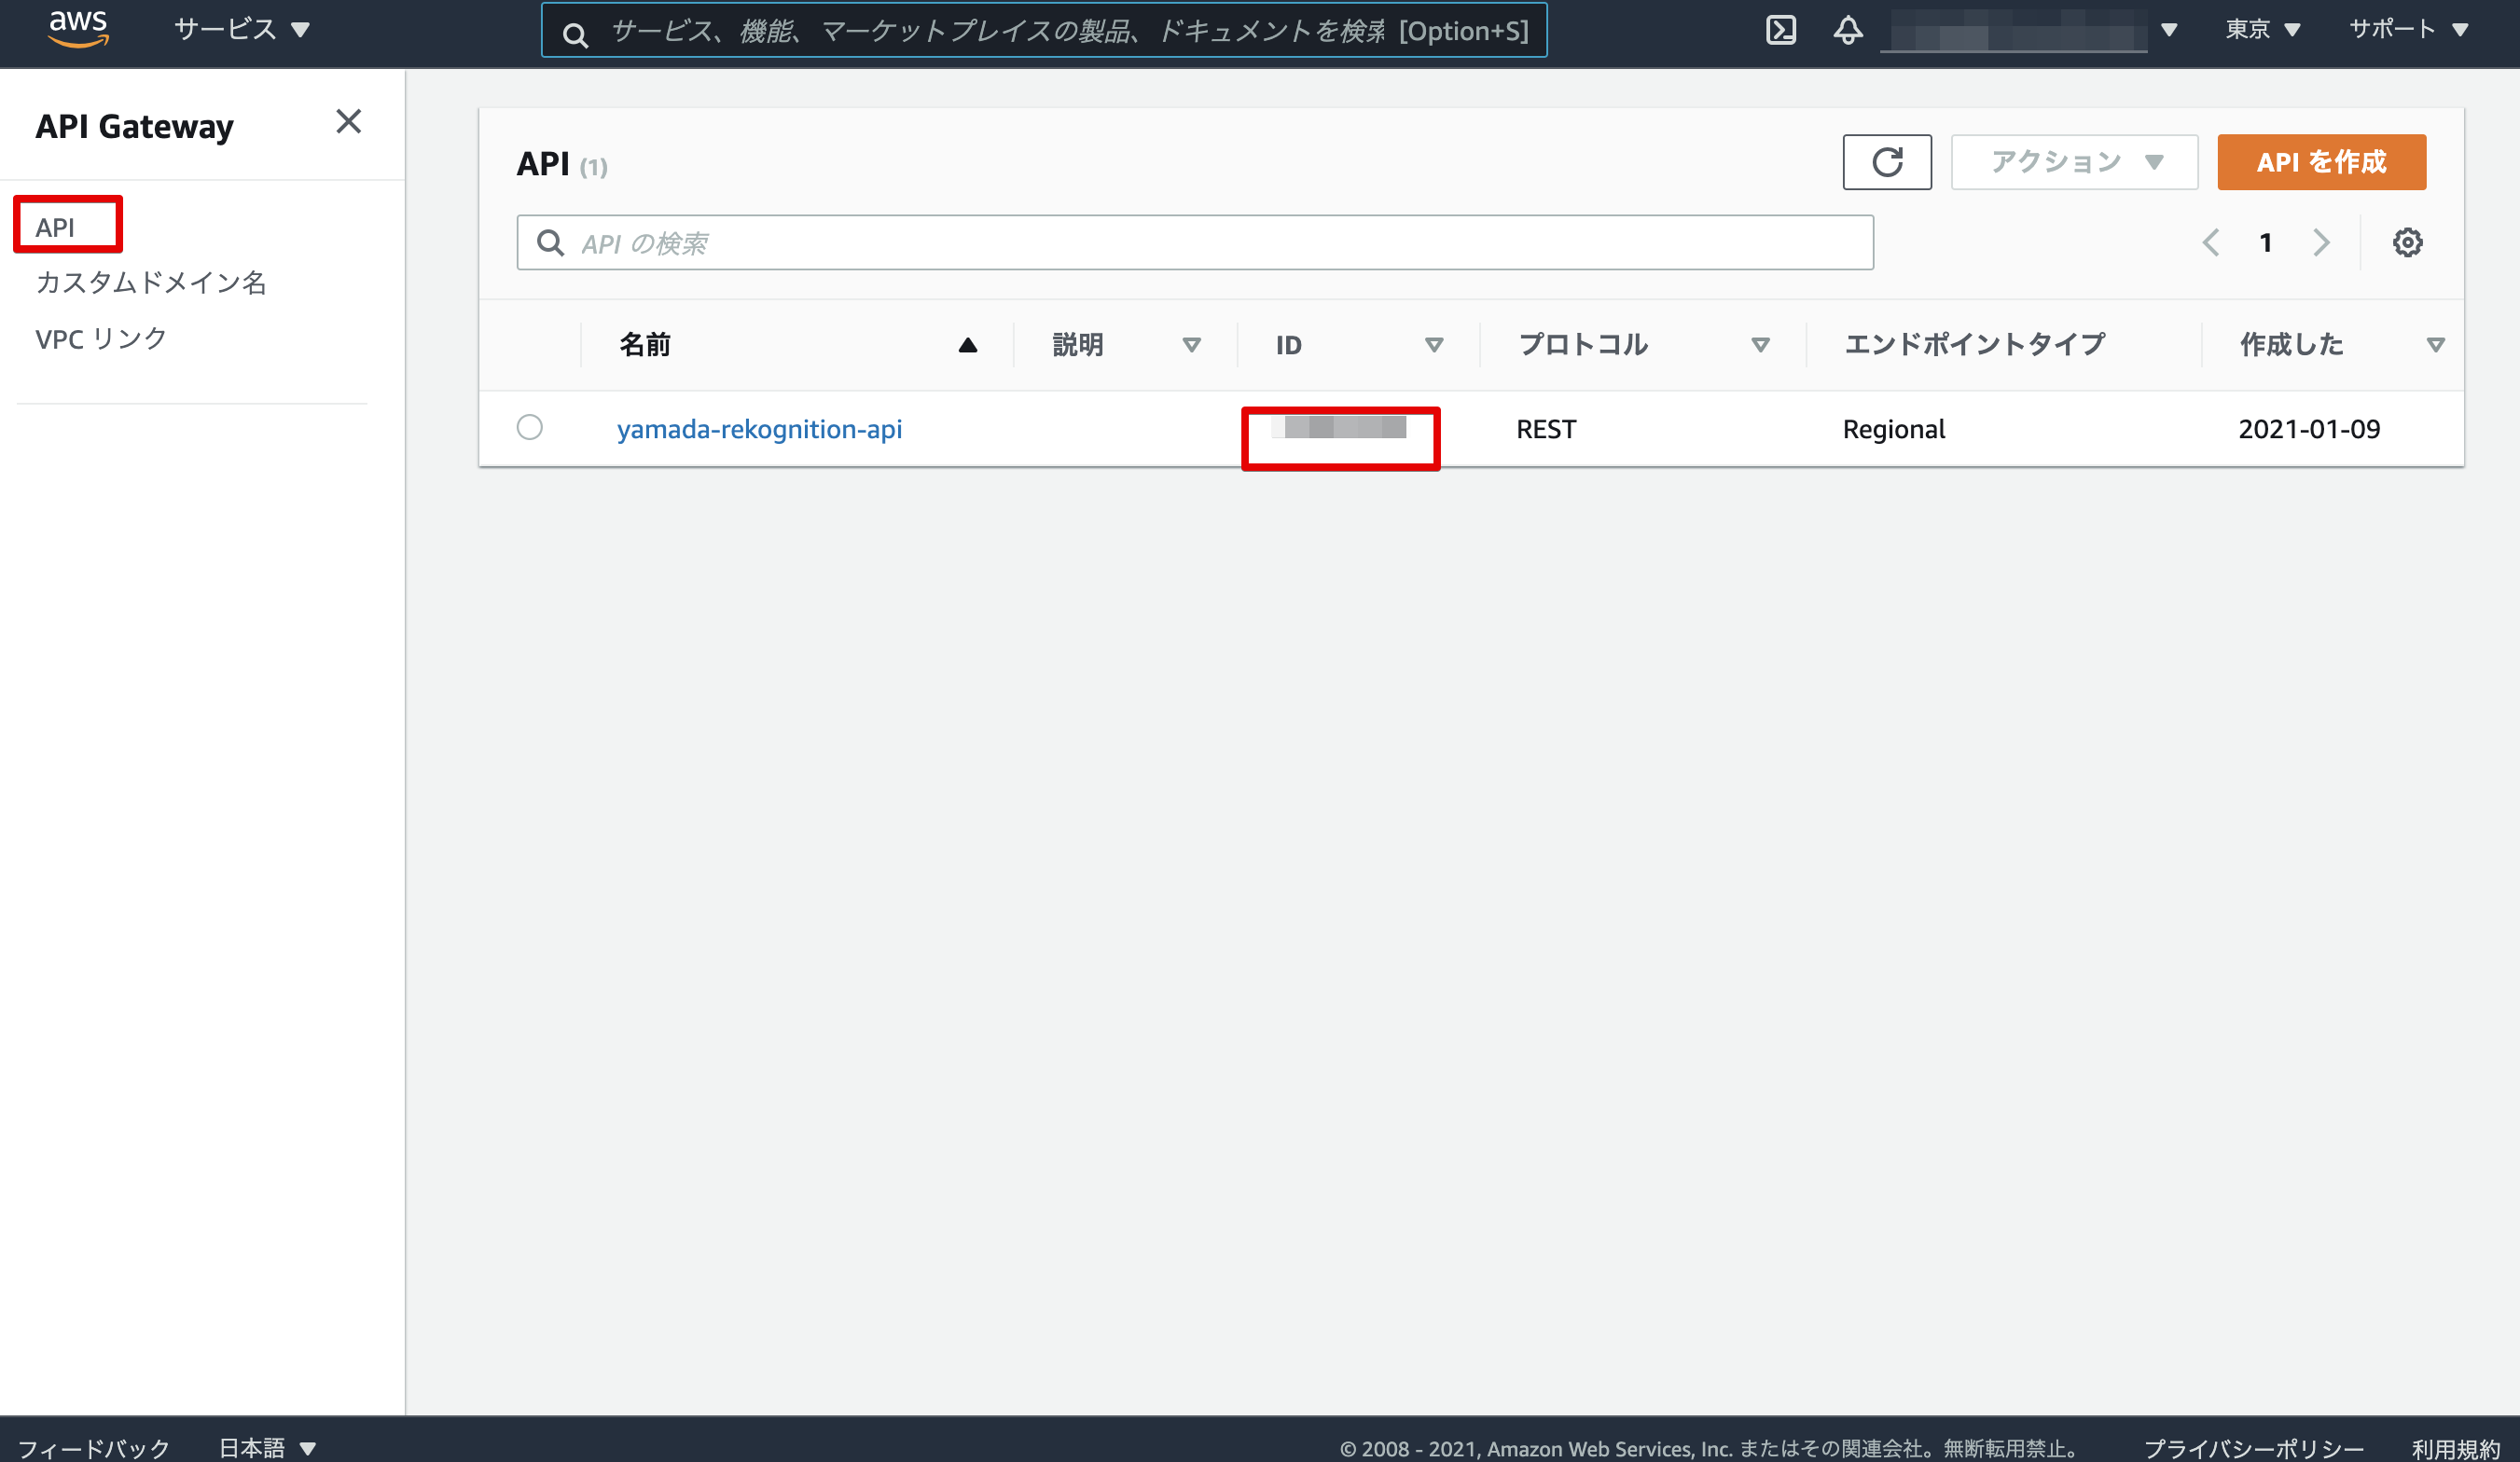 aws サービス サービス、機能、マーケットプレイスの製品、ドキュメントを検索 [Option+S] 東京 サポート
API Gateway
API
カスタムドメイン名
VPC リンク
API (1) アクション API を作成
API の検索 1
名前 説明 ID プロトコル エンドポイントタイプ 作成した
yamada-rekognition-api REST Regional 2021-01-09
フィードバック 日本語 © 2008 - 2021, Amazon Web Services, Inc. またはその関連会社。無断転用禁止。 プライバシーポリシー 利用規約